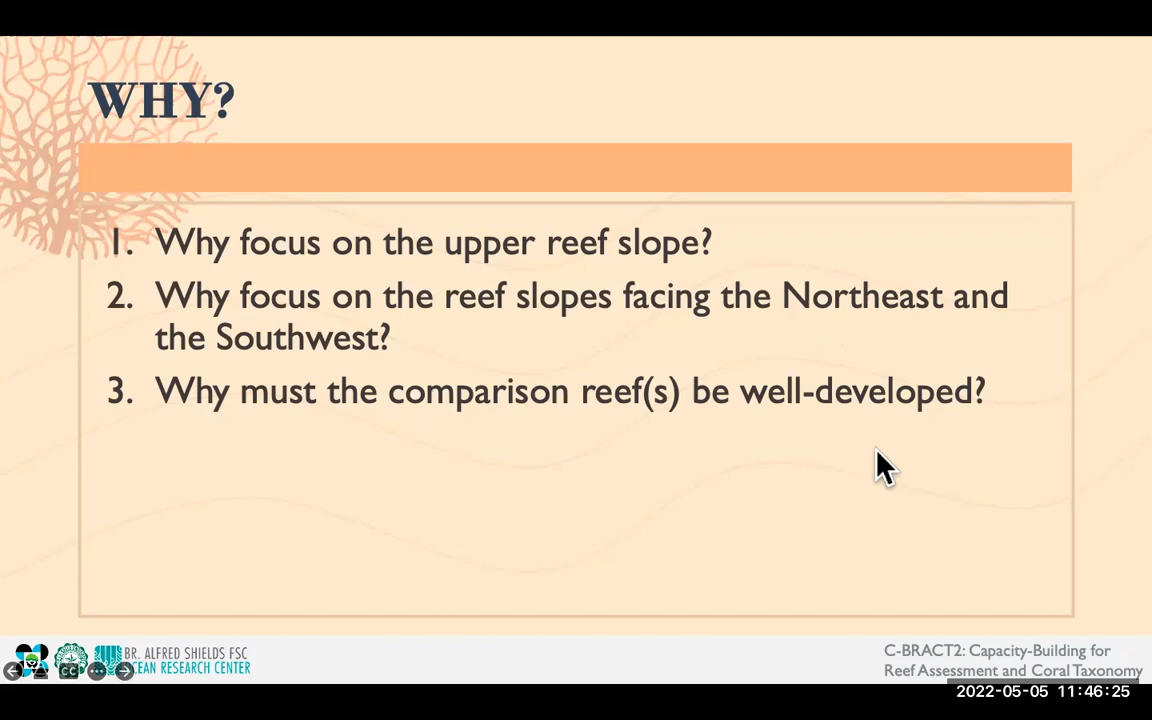 WHY?
1. Why focus on the upper reef slope?
2. Why focus on the reef slopes facing the Northeast and
the Southwest?
3. Why must the comparison reef(s) be well-developed?
BR. ALFRED SHIELDS FSC
OCEAN RESEARCH CENTER
C-BRACT2: Capacity-Building for
Reef Assessment and Coral Taxonomy
2022-05-05 11:46:25